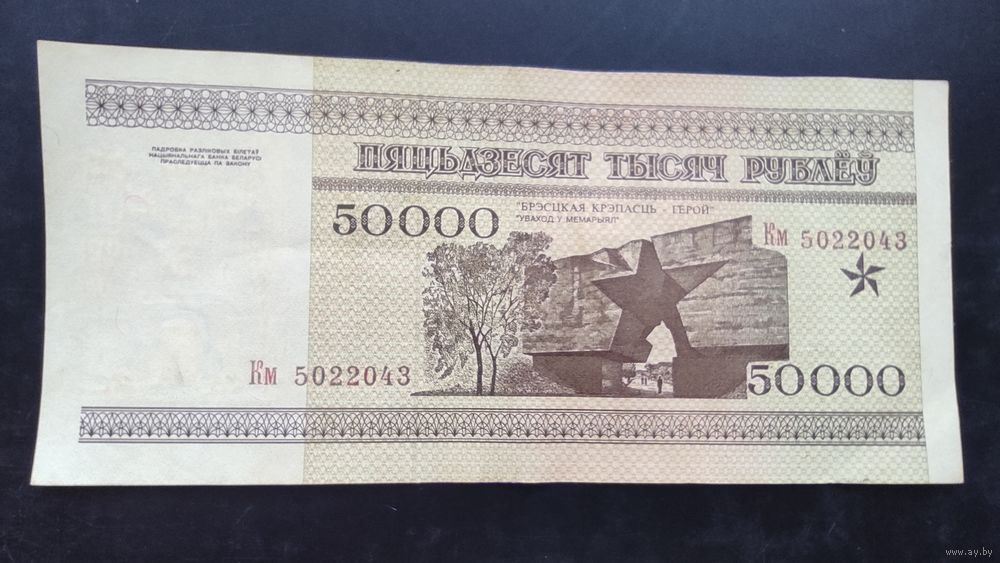 ПАДРОБКА РАЗЛІКОВЫХ БІЛЕТАЎ
НАЦЫЯНАЛЬНАГА БАНКА БЕЛАРУСІ
ПРАСЛЕДУЕЦЦА ПА ЗАКОНУ
ПЯЦЬДЗЕСЯТ ТЫСЯЧ РУБЛЁЎ
50000
"БРЭСЦКАЯ КРЭПАСЦЬ - ГЕРОЙ"
"УВАХОД У МЕМАРЫЯЛ"
Км 5022043
Км 5022043
50000
www.ay.by